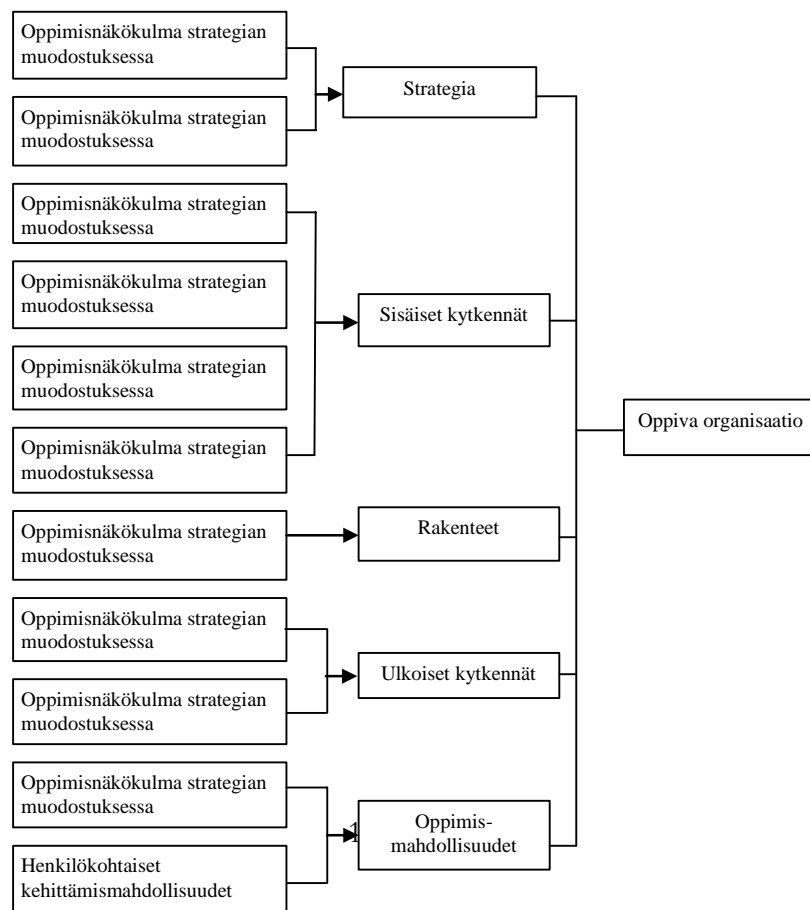 Oppimisnäkökulma strategian
muodostuksessa
Oppimisnäkökulma strategian
muodostuksessa
Strategia
Oppimisnäkökulma strategian
muodostuksessa
Oppimisnäkökulma strategian
muodostuksessa
Oppimisnäkökulma strategian
muodostuksessa
Oppimisnäkökulma strategian
muodostuksessa
Sisäiset kytkennät
Oppimisnäkökulma strategian
muodostuksessa
Rakenteet
Oppimisnäkökulma strategian
muodostuksessa
Oppimisnäkökulma strategian
muodostuksessa
Ulkoiset kytkennät
Oppimisnäkökulma strategian
muodostuksessa
Henkilökohtaiset
kehittämismahdollisuudet
1
Oppimis-
mahdollisuudet
Oppiva organisaatio